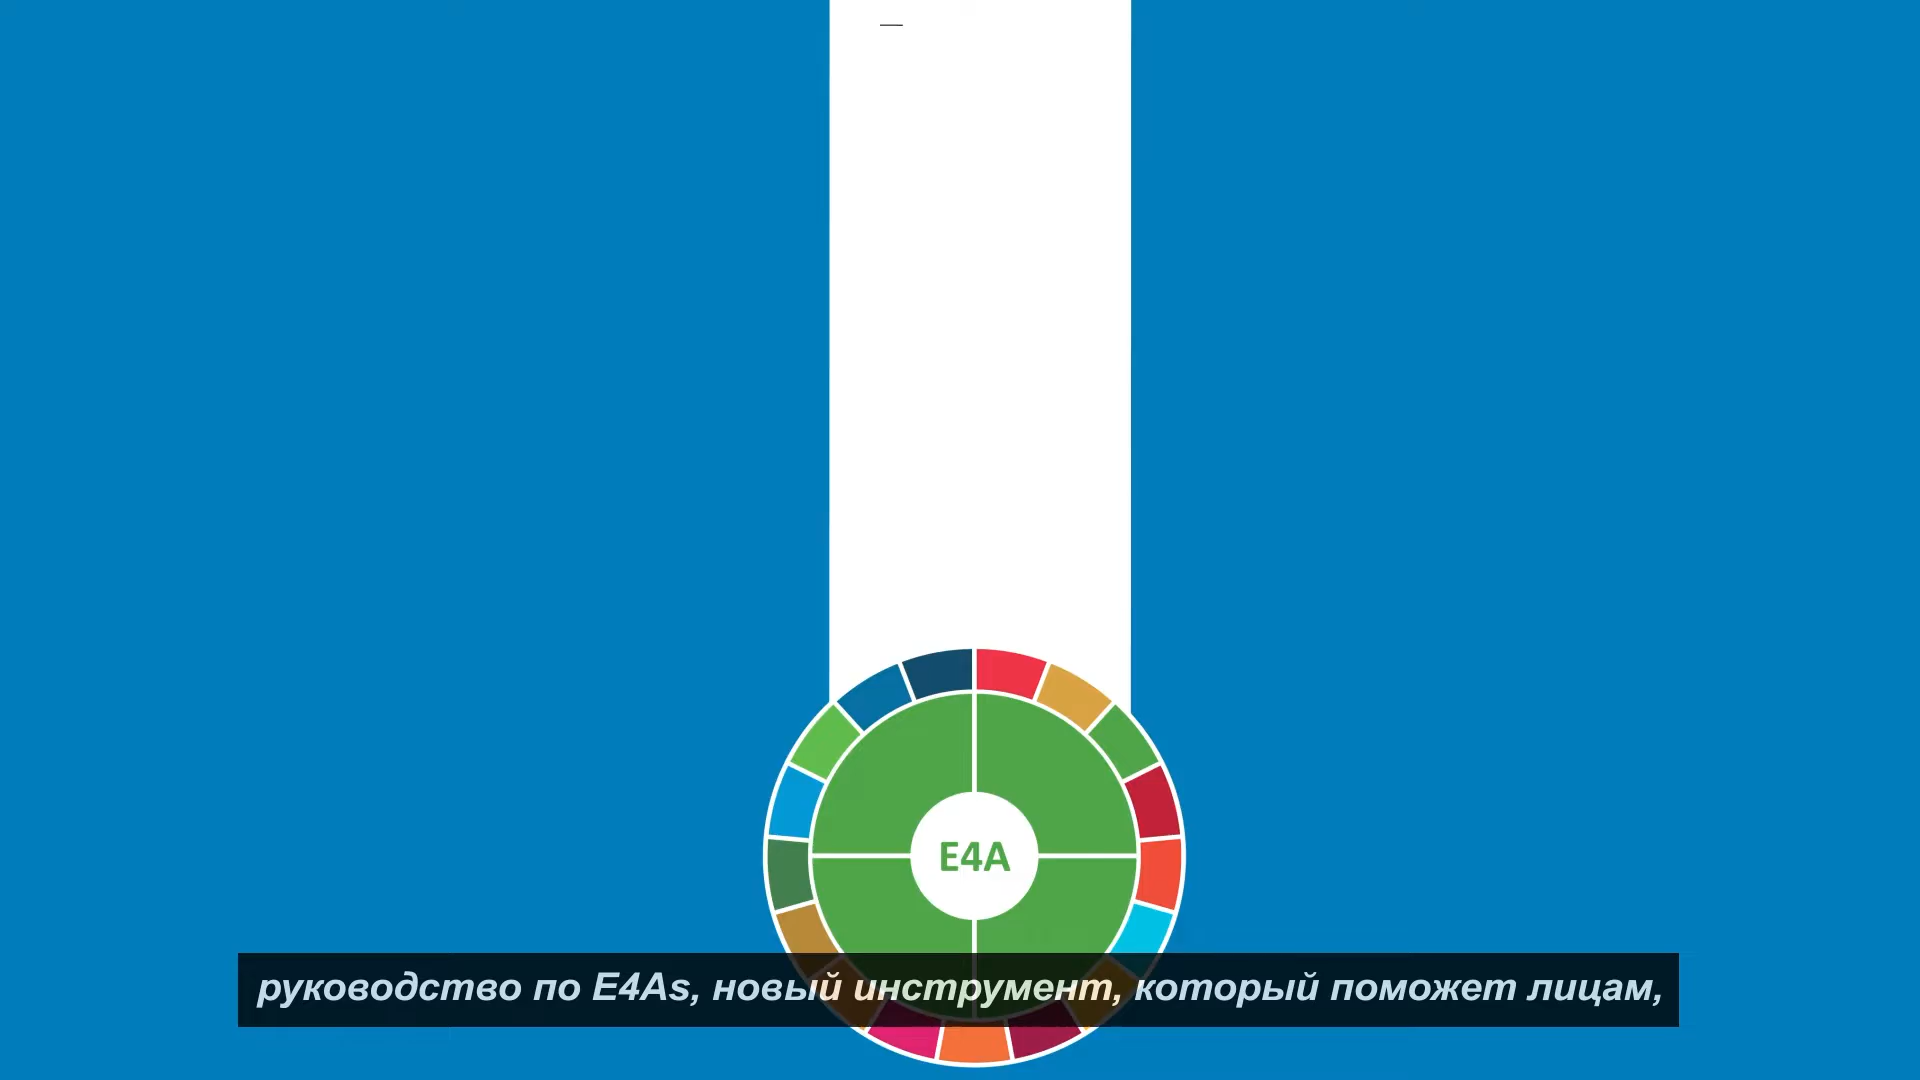 E4A
руководство по E4As, новый инструмент, который поможет лицам,